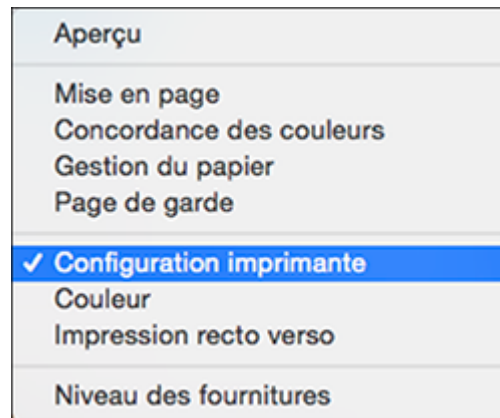 Aperçu
Mise en page
Concordance des couleurs
Gestion du papier
Page de garde
✓ Configuration imprimante
Couleur
Impression recto verso
Niveau des fournitures